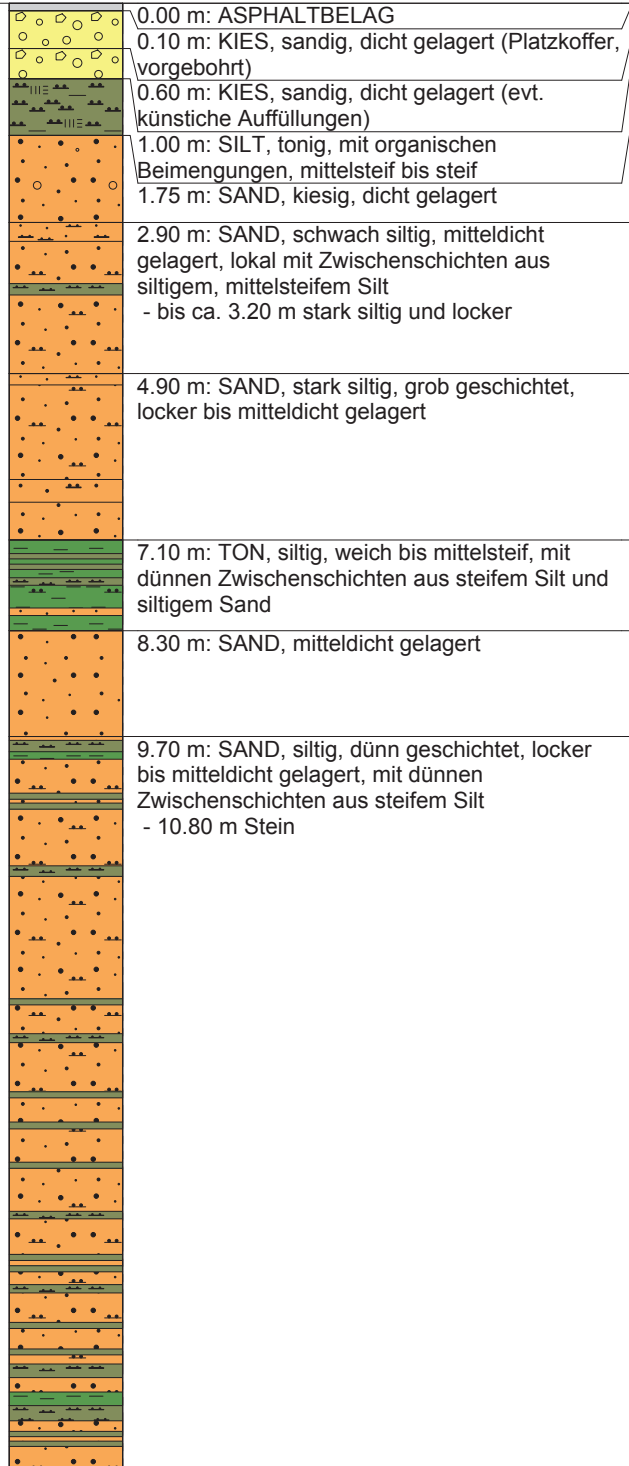 0.00 m: ASPHALTBELAG
0.10 m: KIES, sandig, dicht gelagert (Platzkoffer,
vorgebohrt)
0.60 m: KIES, sandig, dicht gelagert (evt.
künstiche Auffüllungen)
1.00 m: SILT, tonig, mit organischen
Beimengungen, mittelsteif bis steif
1.75 m: SAND, kiesig, dicht gelagert
2.90 m: SAND, schwach siltig, mitteldicht
gelagert, lokal mit Zwischenschichten aus
siltigem, mittelsteifem Silt
- bis ca. 3.20 m stark siltig und locker
4.90 m: SAND, stark siltig, grob geschichtet,
locker bis mitteldicht gelagert
7.10 m: TON, siltig, weich bis mittelsteif, mit
dünnen Zwischenschichten aus steifem Silt und
siltigem Sand
8.30 m: SAND, mitteldicht gelagert
9.70 m: SAND, siltig, dünn geschichtet, locker
bis mitteldicht gelagert, mit dünnen
Zwischenschichten aus steifem Silt
- 10.80 m Stein